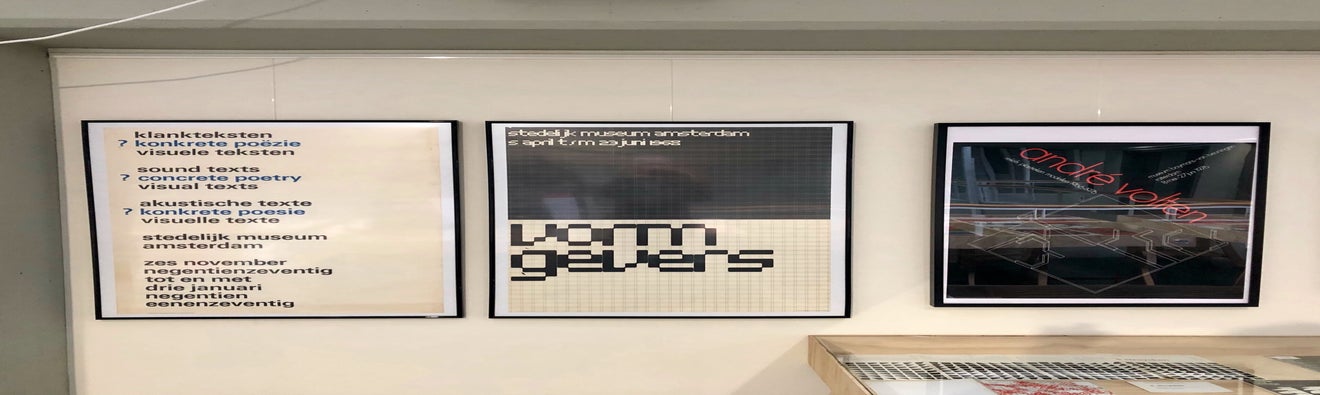 klankteksten
? konkrete poëzie
visuele teksten
sound texts
? concrete poetry
visual texts
akustische texte
? konkrete poesie
visuelle texte
stedelijk museum
amsterdam
zes november
negentienzeventig
tot en met
drie januari
negentien
eenenzeventig
stedelijk museum amsterdam
5 april t/m 23 juni 1968
vorm
gevers
andré volten